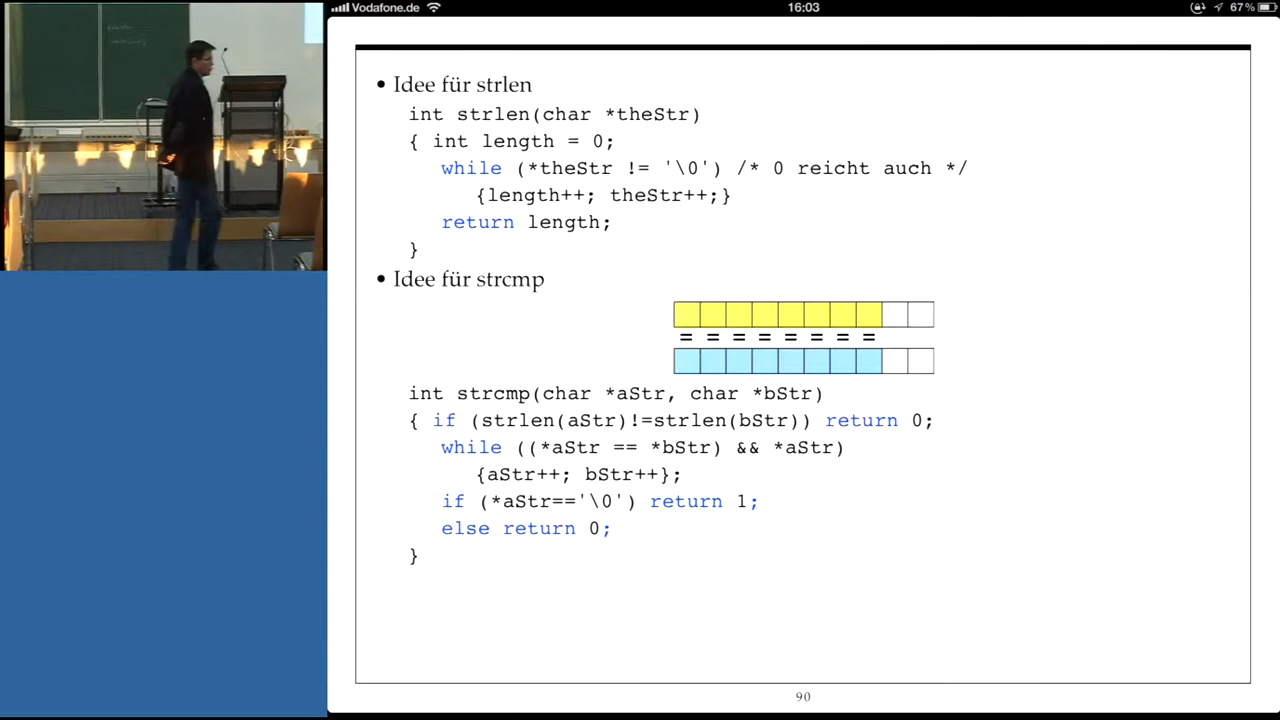 Vodafone.de 16:03 67%
• Idee für strlen
int strlen(char *theStr)
{ int length = 0;
while (*theStr != '\0') /* 0 reicht auch */
{length++; theStr++;}
return length;
}
• Idee für strcmp
= = = = = = = =
int strcmp(char *aStr, char *bStr)
{ if (strlen(aStr)!=strlen(bStr)) return 0;
while ((*aStr == *bStr) && *aStr)
{aStr++; bStr++};
if (*aStr=='\0') return 1;
else return 0;
}
90